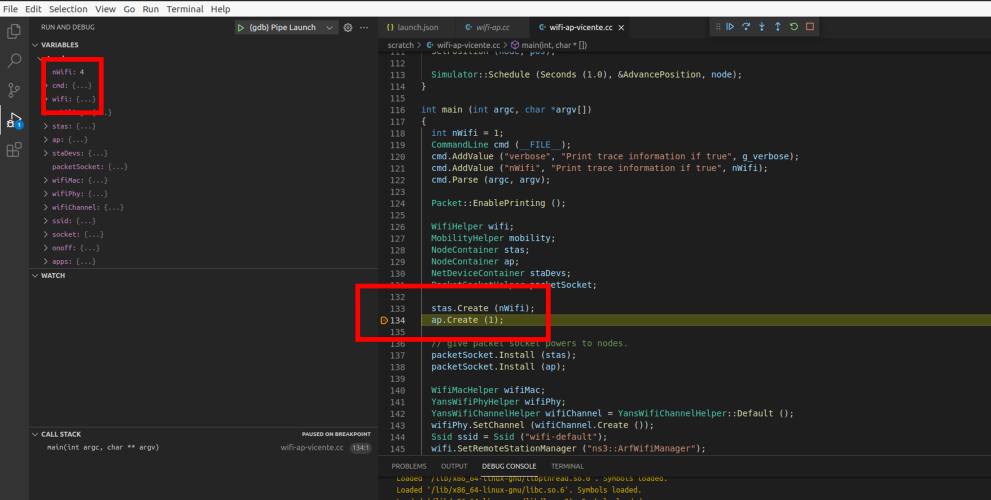 File Edit Selection View Go Run Terminal Help
RUN AND DEBUG
(gdb) Pipe Launch
launch.json
wifi-ap.cc
wifi-ap-vicente.cc
VARIABLES
nWifi: 4
cmd: {...}
wifi: {...}
stas: {...}
ap: {...}
staDevs: {...}
packetSocket: {...}
wifiMac: {...}
wifiPhy: {...}
wifiChannel: {...}
ssid: {...}
socket: {...}
onoff: {...}
apps: {...}
WATCH
CALL STACK
PAUSED ON BREAKPOINT
main(int argc, char ** argv)
wifi-ap-vicente.cc 134:1
scratch > wifi-ap-vicente.cc > main(int, char * [])
111 SetPosition (node, pos);
112
113 Simulator::Schedule (Seconds (1.0), &AdvancePosition, node);
114 }
115
116 int main (int argc, char *argv[])
117 {
118 int nWifi = 1;
119 CommandLine cmd (__FILE__);
120 cmd.AddValue ("verbose", "Print trace information if true", g_verbose);
121 cmd.AddValue ("nWifi", "Print trace information if true", nWifi);
122 cmd.Parse (argc, argv);
123
124 Packet::EnablePrinting ();
125
126 WifiHelper wifi;
127 MobilityHelper mobility;
128 NodeContainer stas;
129 NodeContainer ap;
130 NetDeviceContainer staDevs;
131 PacketSocketHelper packetSocket;
132
133 stas.Create (nWifi);
134 ap.Create (1);
135
136 // give packet socket powers to nodes.
137 packetSocket.Install (stas);
138 packetSocket.Install (ap);
139
140 WifiMacHelper wifiMac;
141 YansWifiPhyHelper wifiPhy;
142 YansWifiChannelHelper wifiChannel = YansWifiChannelHelper::Default ();
143 wifiPhy.SetChannel (wifiChannel.Create ());
144 Ssid ssid = Ssid ("wifi-default");
145 wifi.SetRemoteStationManager ("ns3::ArfWifiManager");
PROBLEMS OUTPUT DEBUG CONSOLE TERMINAL
Loaded '/lib/x86_64-linux-gnu/libpthread.so.0'. Symbols loaded.
Loaded '/lib/x86_64-linux-gnu/libc.so.6'. Symbols loaded.